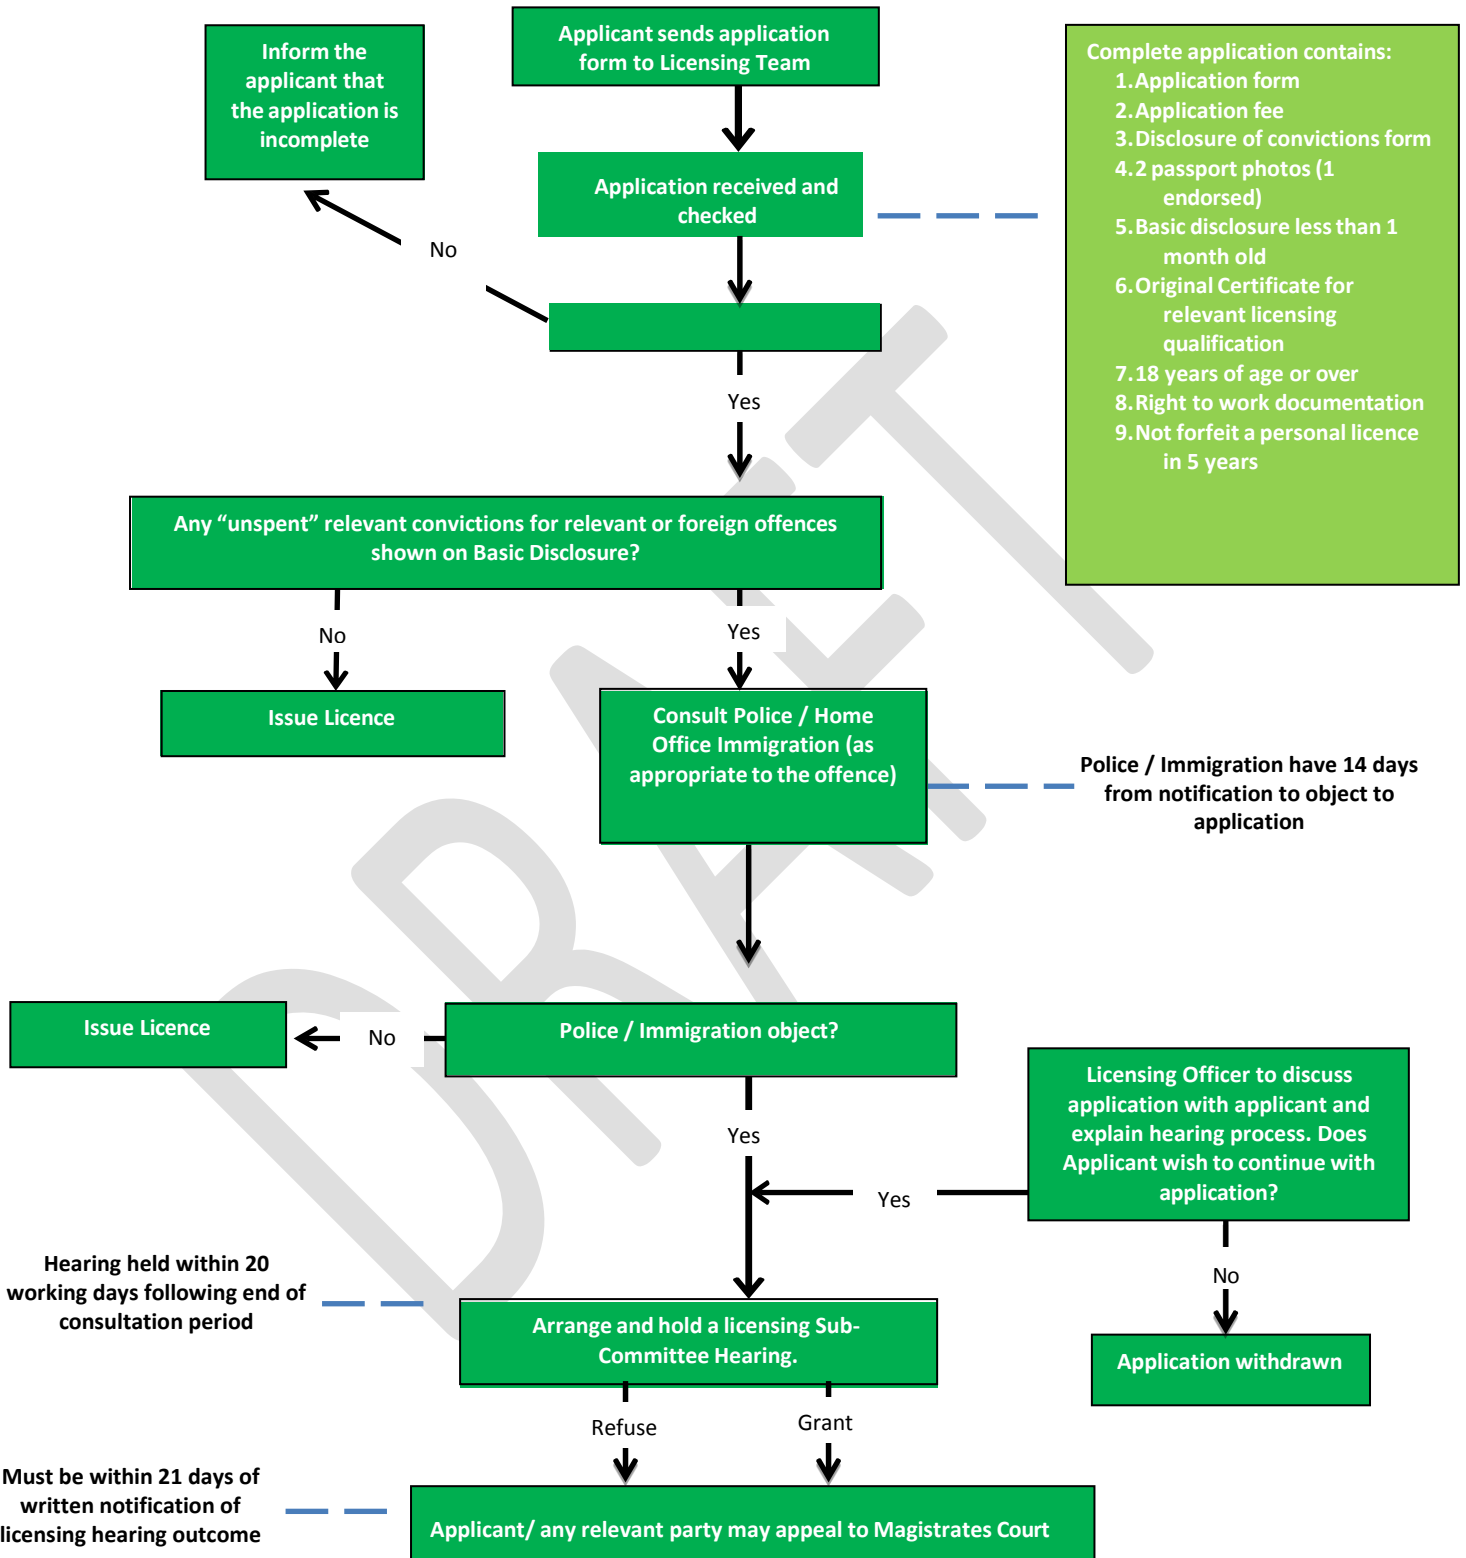 Applicant sends application
form to Licensing Team
Inform the
applicant that
the application is
incomplete
Complete application contains:
1.Application form
2.Application fee
3.Disclosure of convictions form
4.2 passport photos (1
endorsed)
5.Basic disclosure less than 1
month old
6.Original Certificate for
relevant licensing
qualification
7.18 years of age or over
8.Right to work documentation
9.Not forfeit a personal licence
in 5 years
Application received and
checked
No
Yes
Any “unspent” relevant convictions for relevant or foreign offences
shown on Basic Disclosure?
No
Yes
Issue Licence
Consult Police / Home
Office Immigration (as
appropriate to the offence)
Police / Immigration have 14 days
from notification to object to
application
DRAFT
Issue Licence
No
Police / Immigration object?
Licensing Officer to discuss
application with applicant and
explain hearing process. Does
Applicant wish to continue with
application?
Yes
Yes
No
Hearing held within 20
working days following end of
consultation period
Arrange and hold a licensing Sub-
Committee Hearing.
Application withdrawn
Refuse
Grant
Must be within 21 days of
written notification of
licensing hearing outcome
Applicant/ any relevant party may appeal to Magistrates Court